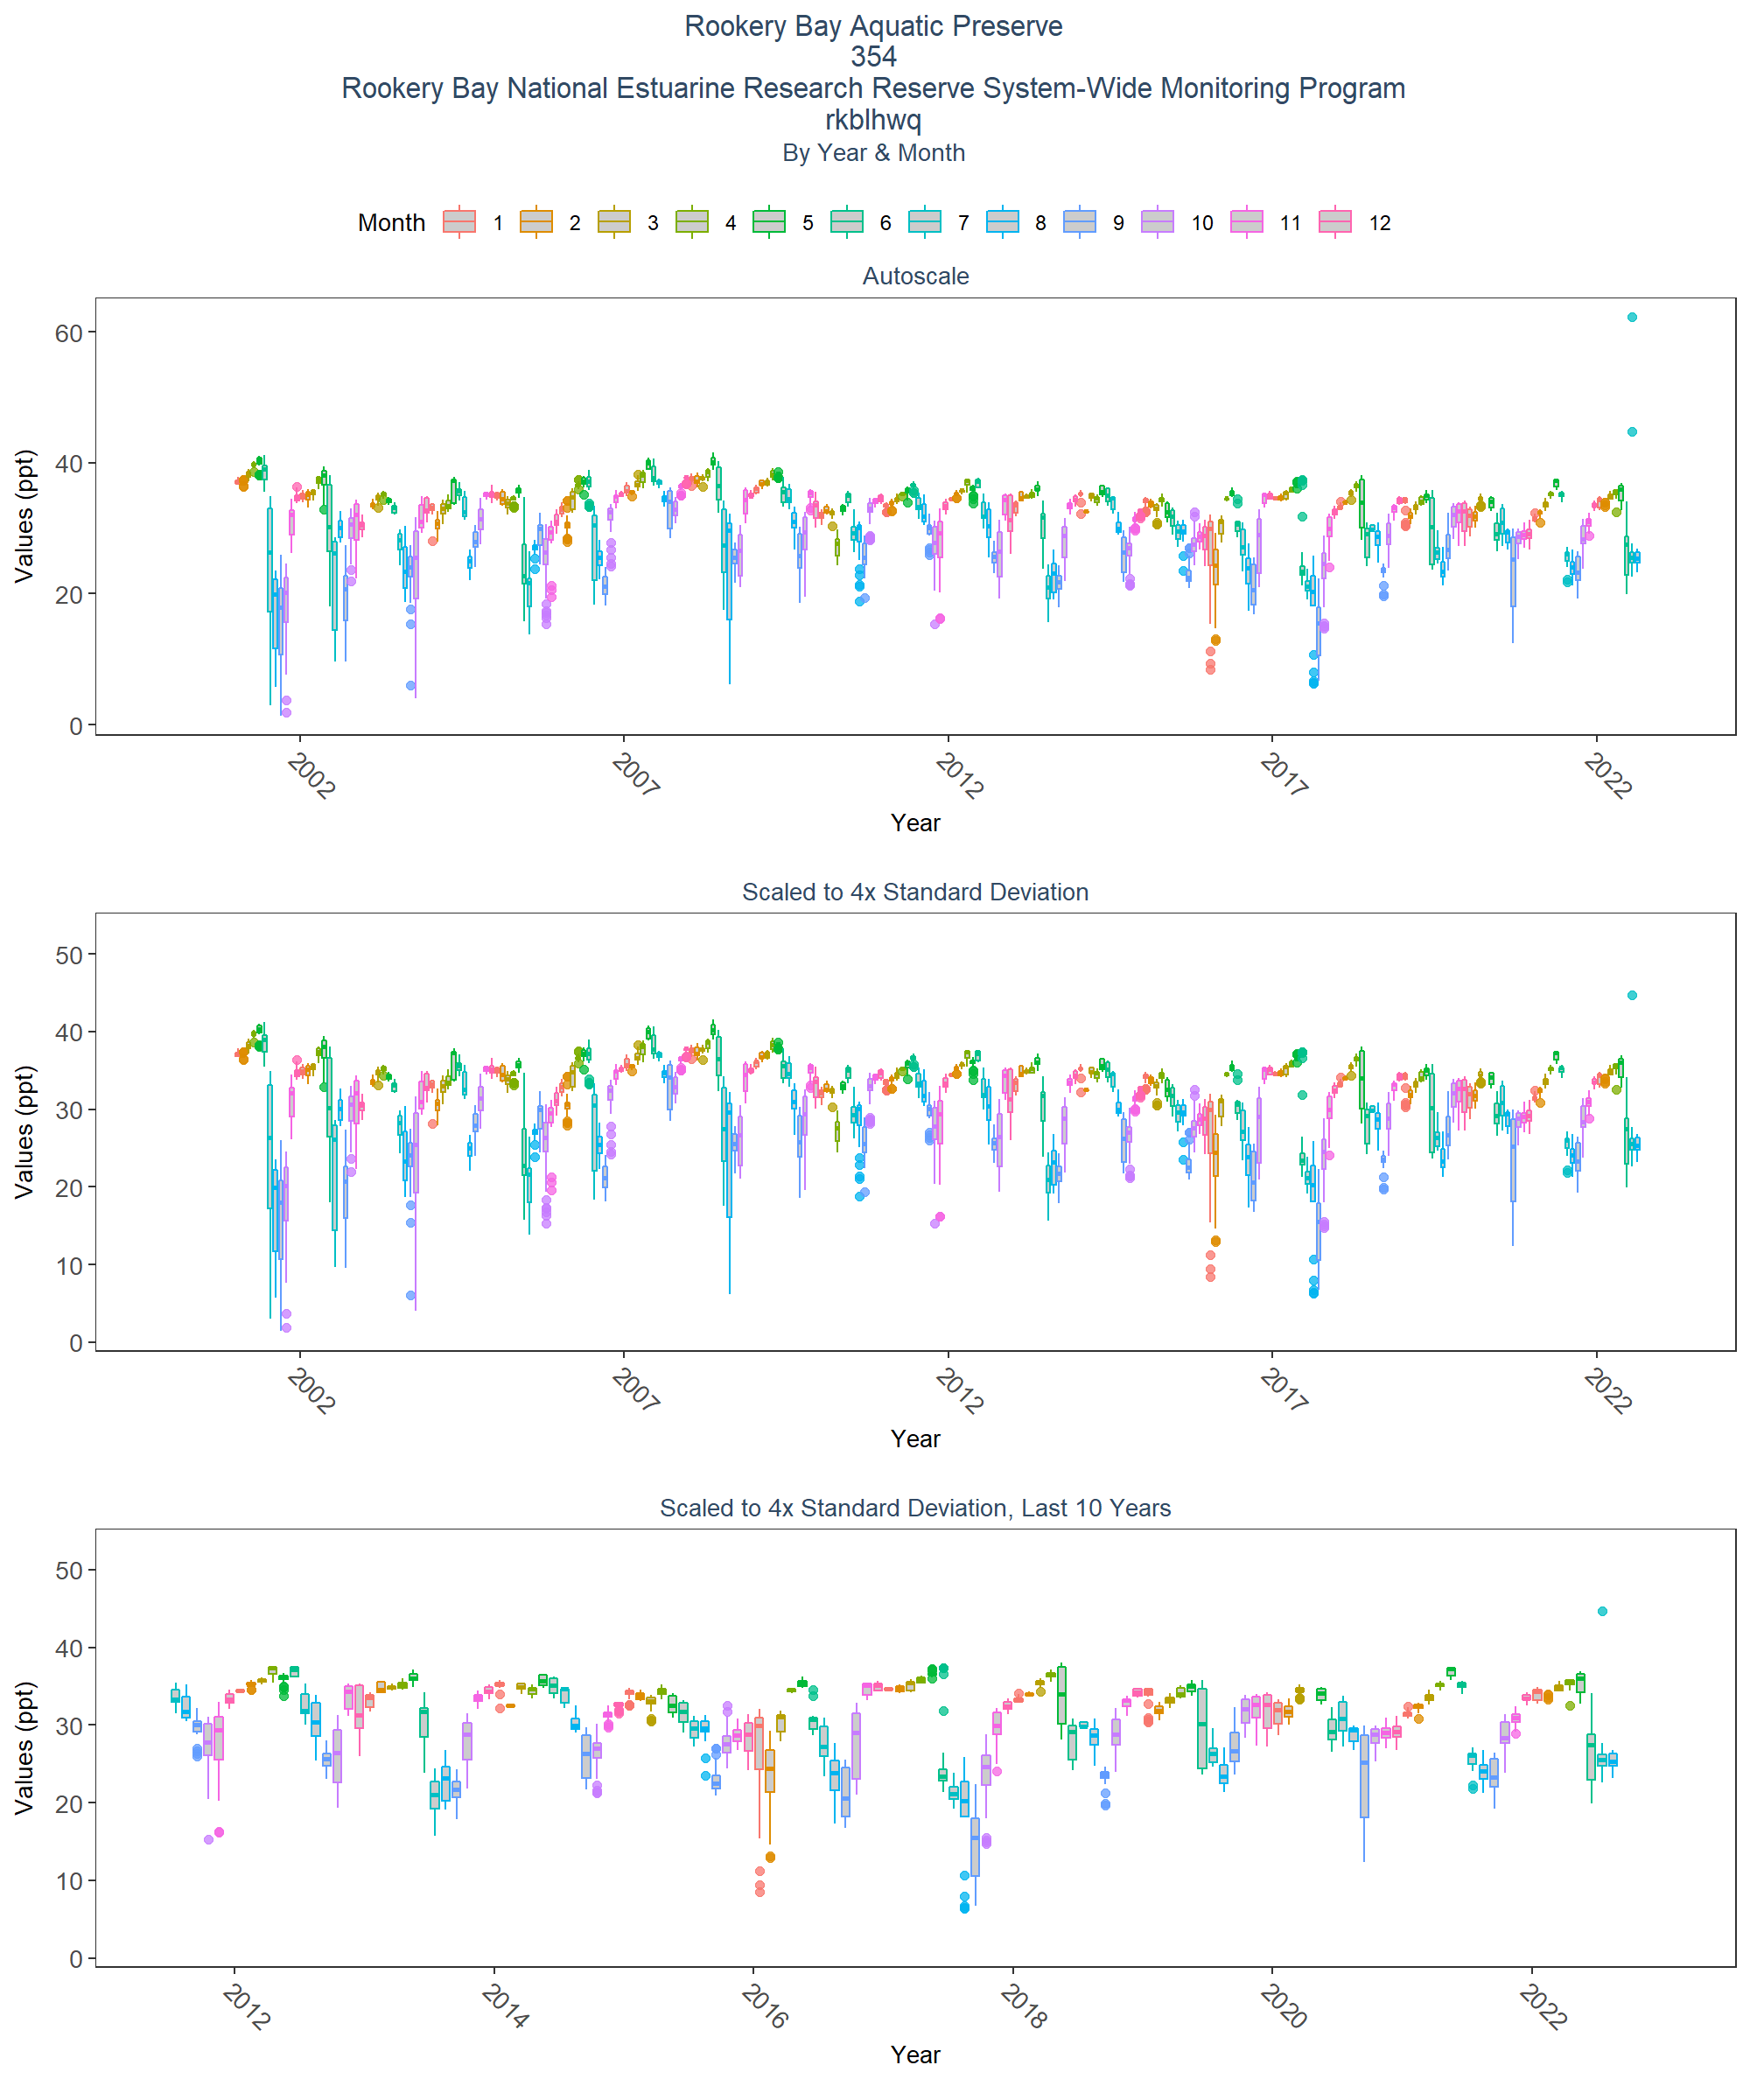 Rookery Bay Aquatic Preserve
354
Rookery Bay National Estuarine Research Reserve System-Wide Monitoring Program
rkblhwq
By Year & Month
Month 1 2 3 4 5 6 7 8 9 10 11 12
Autoscale
Values (ppt)
60
40
20
0
2002 2007 2012 2017 2022
Year
Scaled to 4x Standard Deviation
Values (ppt)
50
40
30
20
10
0
2002 2007 2012 2017 2022
Year
Scaled to 4x Standard Deviation, Last 10 Years
Values (ppt)
50
40
30
20
10
0
2012 2014 2016 2018 2020 2022
Year